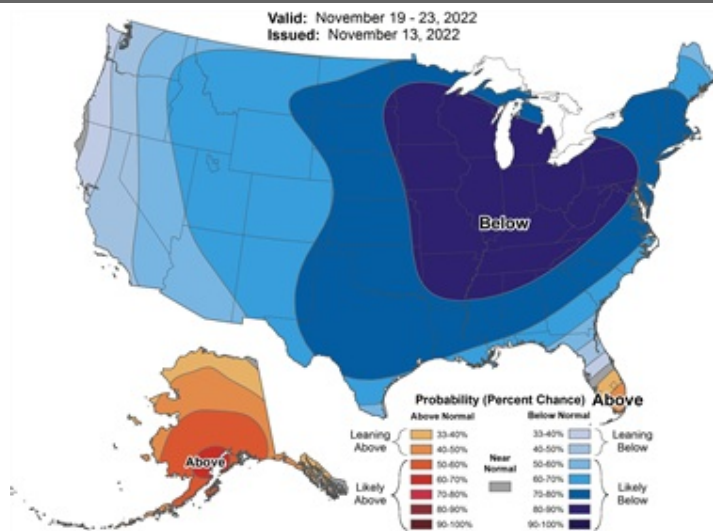 Valid: November 19 - 23, 2022
Issued: November 13, 2022
Below
Above
Above
Probability (Percent Chance)
Above Normal
Below Normal
Leaning Above
33-40%
40-50%
Likely Above
50-60%
60-70%
70-80%
80-90%
90-100%
Near Normal
33-40%
40-50%
Leaning Below
50-60%
60-70%
70-80%
80-90%
90-100%
Likely Below